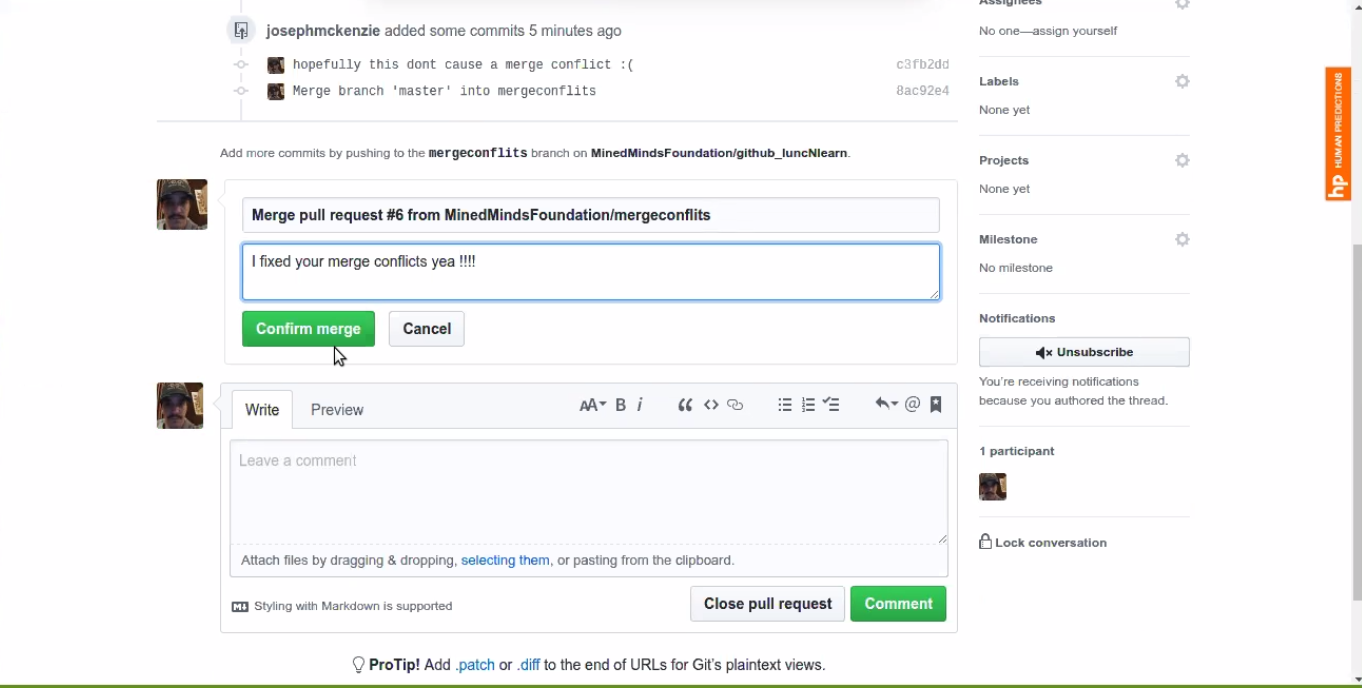 Assignees
No one—assign yourself
josephmckenzie added some commits 5 minutes ago
hopefully this dont cause a merge conflict :( c3fb2dd
Merge branch 'master' into mergeconflits 8ac92e4
Labels
None yet
Add more commits by pushing to the mergeconflits branch on MinedMindsFoundation/github_luncNlearn.
Projects
None yet
Merge pull request #6 from MinedMindsFoundation/mergeconflits
I fixed your merge conflicts yea !!!!
Milestone
No milestone
Confirm merge Cancel
Notifications
Unsubscribe
You're receiving notifications
because you authored the thread.
Write Preview
AA B i “ <> @
Leave a comment
1 participant
Attach files by dragging & dropping, selecting them, or pasting from the clipboard.
Lock conversation
Styling with Markdown is supported
Close pull request Comment
ProTip! Add .patch or .diff to the end of URLs for Git's plaintext views.
hp HUMAN PREDICTIONS